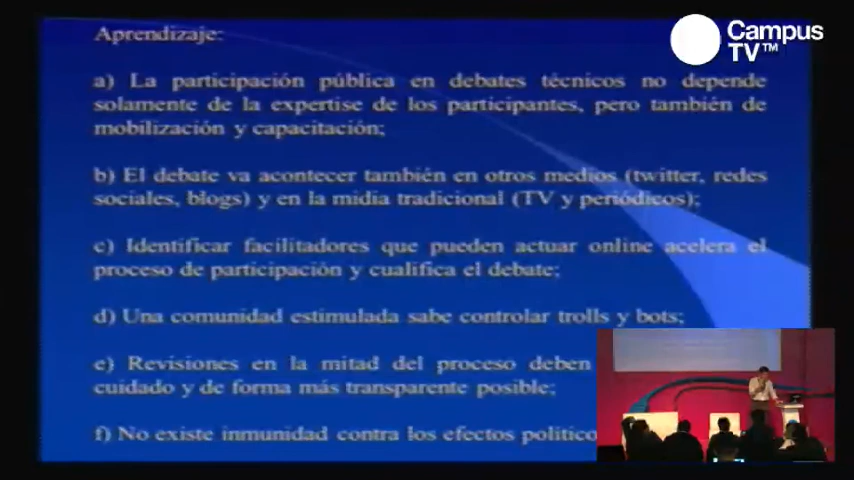 Aprendizaje:
Campus
TV™
a) La participación pública en debates técnicos no depende
solamente de la expertise de los participantes, pero también de
mobilización y capacitación;
b) El debate va acontecer también en otros medios (twitter, redes
sociales, blogs) y en la midia tradicional (TV y periódicos);
c) Identificar facilitadores que pueden actuar online acelera el
proceso de participación y cualifica el debate;
d) Una comunidad estimulada sabe controlar trolls y bots;
e) Revisiones en la mitad del proceso deben
cuidado y de forma más transparente posible;
f) No existe inmunidad contra los efectos politico